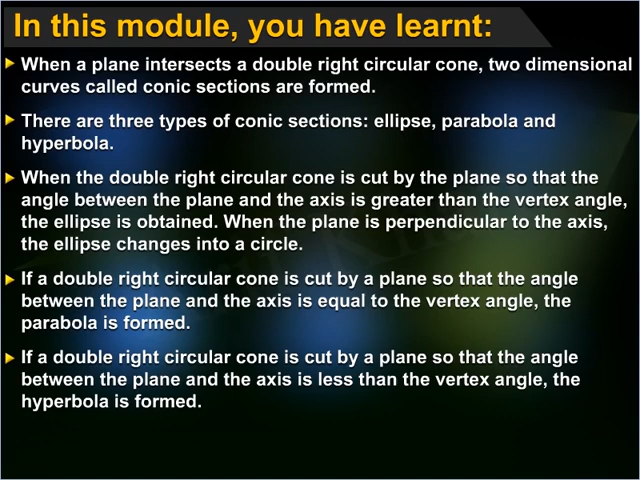 In this module, you have learnt:
When a plane intersects a double right circular cone, two dimensional
curves called conic sections are formed.
There are three types of conic sections: ellipse, parabola and
hyperbola.
When the double right circular cone is cut by the plane so that the
angle between the plane and the axis is greater than the vertex angle,
the ellipse is obtained. When the plane is perpendicular to the axis,
the ellipse changes into a circle.
If a double right circular cone is cut by a plane so that the angle
between the plane and the axis is equal to the vertex angle, the
parabola is formed.
If a double right circular cone is cut by a plane so that the angle
between the plane and the axis is less than the vertex angle, the
hyperbola is formed.